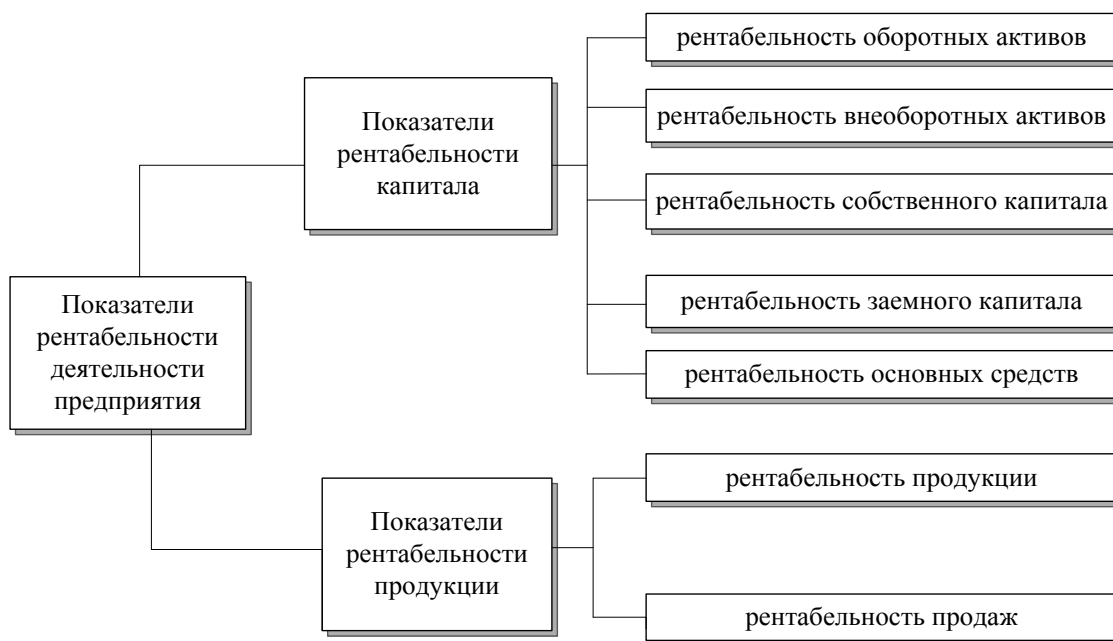 Показатели
рентабельности
деятельности
предприятия
Показатели
рентабельности
капитала
рентабельность оборотных активов
рентабельность внеоборотных активов
рентабельность собственного капитала
рентабельность заемного капитала
рентабельность основных средств
Показатели
рентабельности
продукции
рентабельность продукции
рентабельность продаж